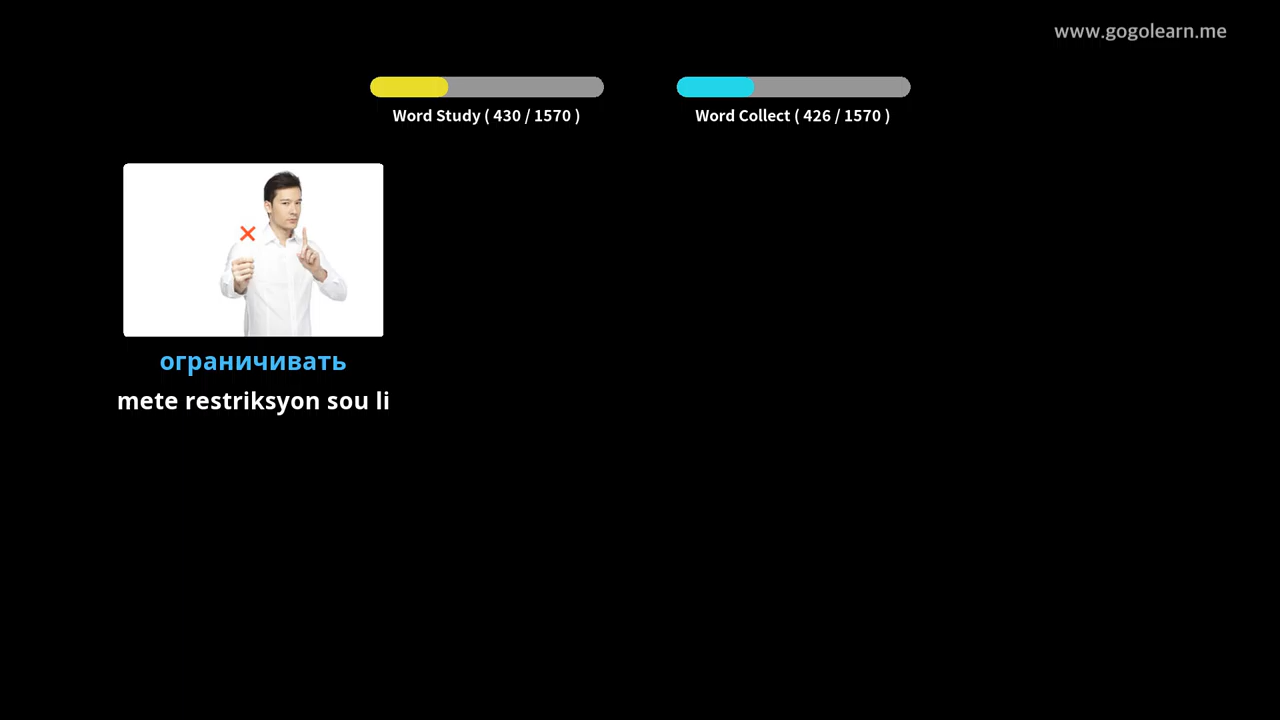 www.gogolearn.me
Word Study ( 430 / 1570 )
Word Collect ( 426 / 1570 )
ограничивать
mete restriksyon sou li